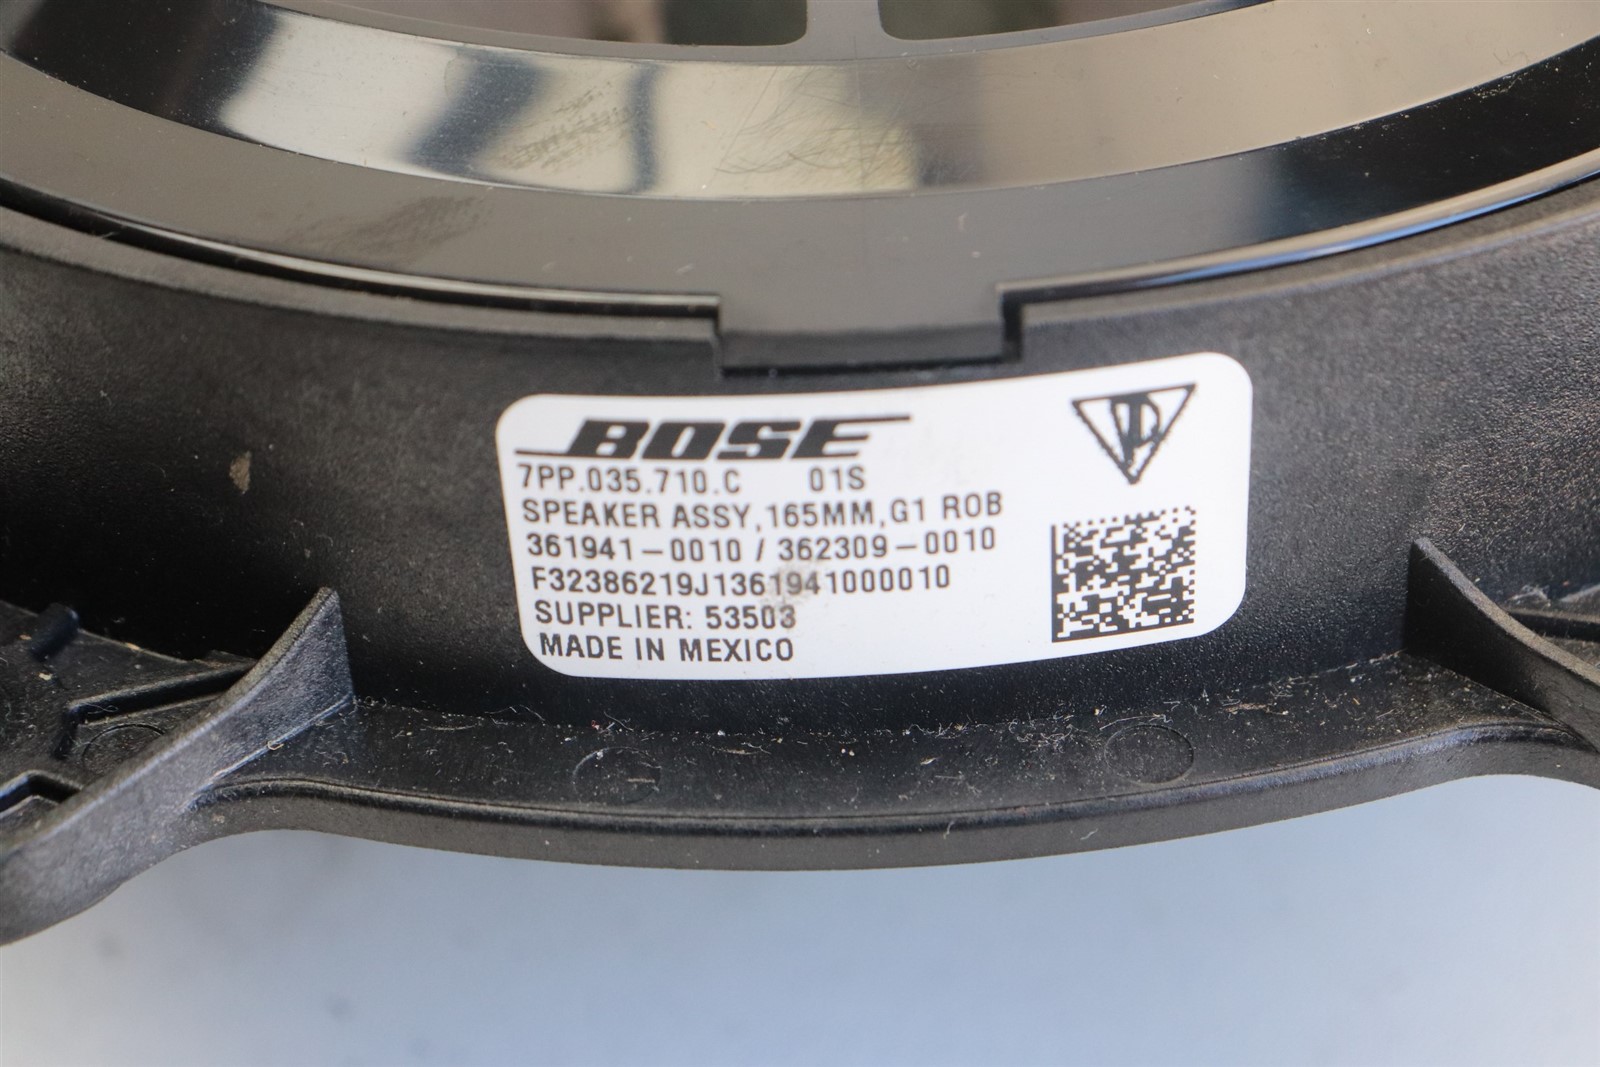 BOSE
7PP.035.710.C 01S
SPEAKER ASSY,165MM,G1 ROB
361941-0010 / 362309-0010
F32386219J1361941000010
SUPPLIER: 53503
MADE IN MEXICO